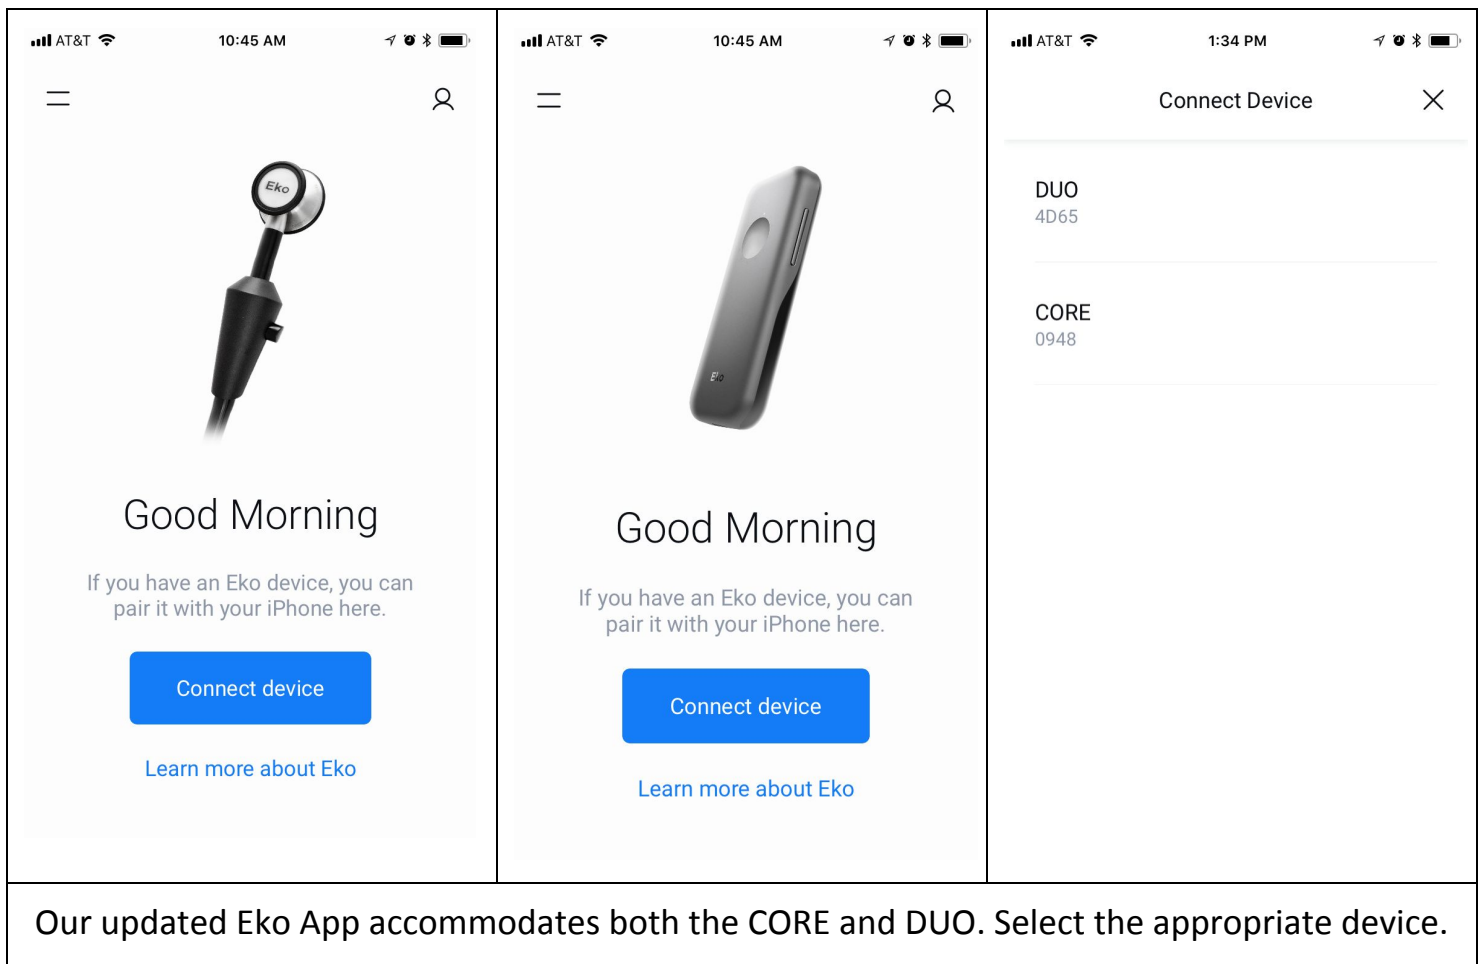 AT&T 10:45 AM
Eko
Good Morning
If you have an Eko device, you can
pair it with your iPhone here.
Connect device
Learn more about Eko
AT&T 10:45 AM
Eko
Good Morning
If you have an Eko device, you can
pair it with your iPhone here.
Connect device
Learn more about Eko
AT&T 1:34 PM
Connect Device
DUO
4D65
CORE
0948
Our updated Eko App accommodates both the CORE and DUO. Select the appropriate device.